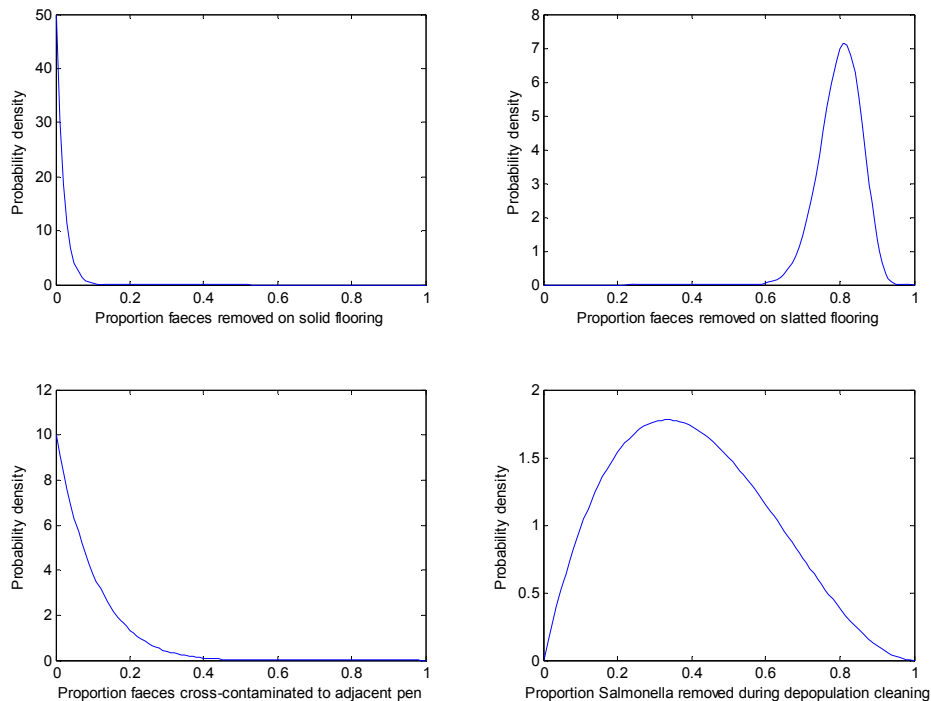 50
40
30
20
10
0
Probability density
0 0.2 0.4 0.6 0.8 1
Proportion faeces removed on solid flooring
8
7
6
5
4
3
2
1
0
Probability density
0 0.2 0.4 0.6 0.8 1
Proportion faeces removed on slatted flooring
12
10
8
6
4
2
0
Probability density
0 0.2 0.4 0.6 0.8 1
Proportion faeces cross-contaminated to adjacent pen
2
1.5
1
0.5
0
Probability density
0 0.2 0.4 0.6 0.8 1
Proportion Salmonella removed during depopulation cleaning